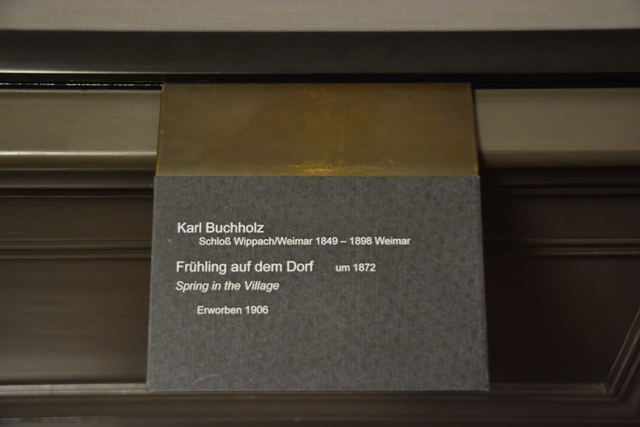 Karl Buchholz
Schloß Wippach/Weimar 1849 – 1898 Weimar
Frühling auf dem Dorf um 1872
Spring in the Village
Erworben 1906